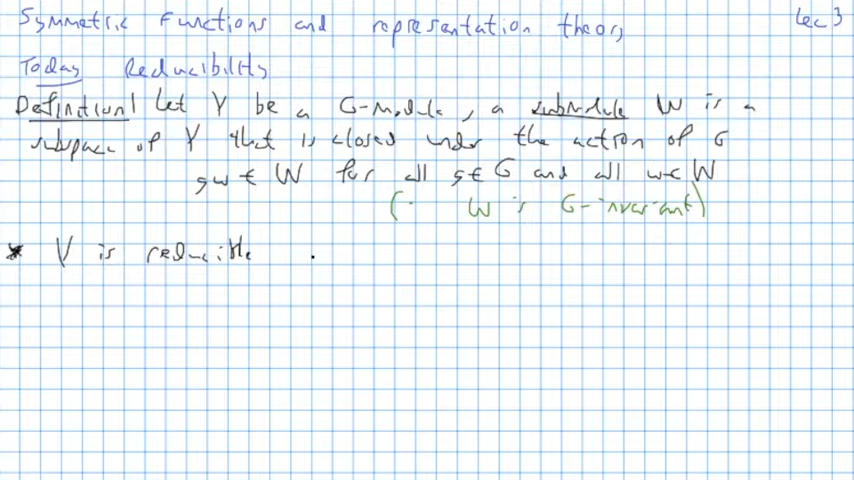 Symmetric Functions and representation theory Lec 3
Today Reducibility
Definition Let V be a G-module, a submodule W is a
subspace of V that is closed under the action of G
gw ∈ W for all g ∈ G and all w ∈ W
( W is G-invariant)
* V is reducible